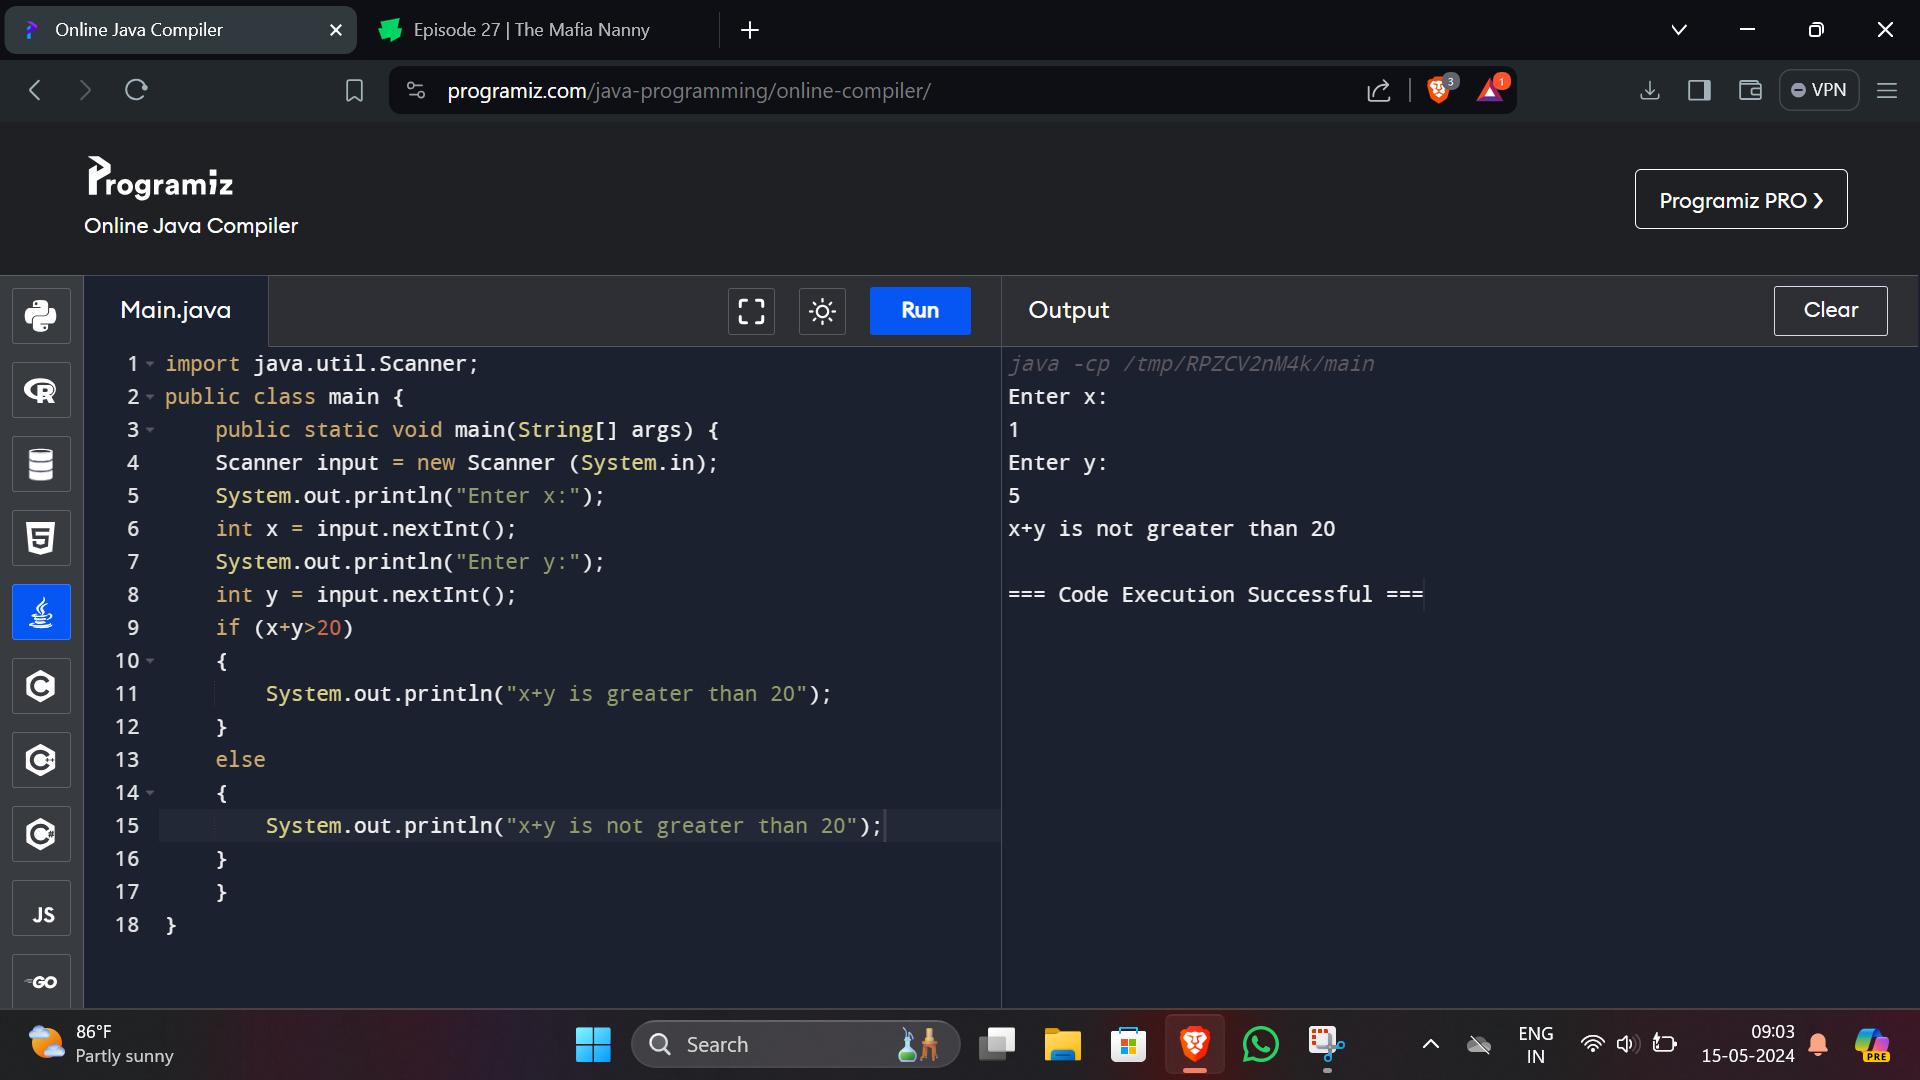 Online Java Compiler
Episode 27 | The Mafia Nanny
programiz.com/java-programming/online-compiler/
3
1
VPN
Programiz
Online Java Compiler
Programiz PRO ❯
Main.java
Run
Output
Clear
1 import java.util.Scanner;
2 public class main {
3 public static void main(String[] args) {
4 Scanner input = new Scanner (System.in);
5 System.out.println("Enter x:");
6 int x = input.nextInt();
7 System.out.println("Enter y:");
8 int y = input.nextInt();
9 if (x+y>20)
10 {
11 System.out.println("x+y is greater than 20");
12 }
13 else
14 {
15 System.out.println("x+y is not greater than 20");
16 }
17 }
18 }
java -cp /tmp/RPZCV2nM4k/main
Enter x:
1
Enter y:
5
x+y is not greater than 20
=== Code Execution Successful ===
R
5
C
C
C#
JS
GO
86°F
Partly sunny
Search
ENG
IN
09:03
15-05-2024
PRE